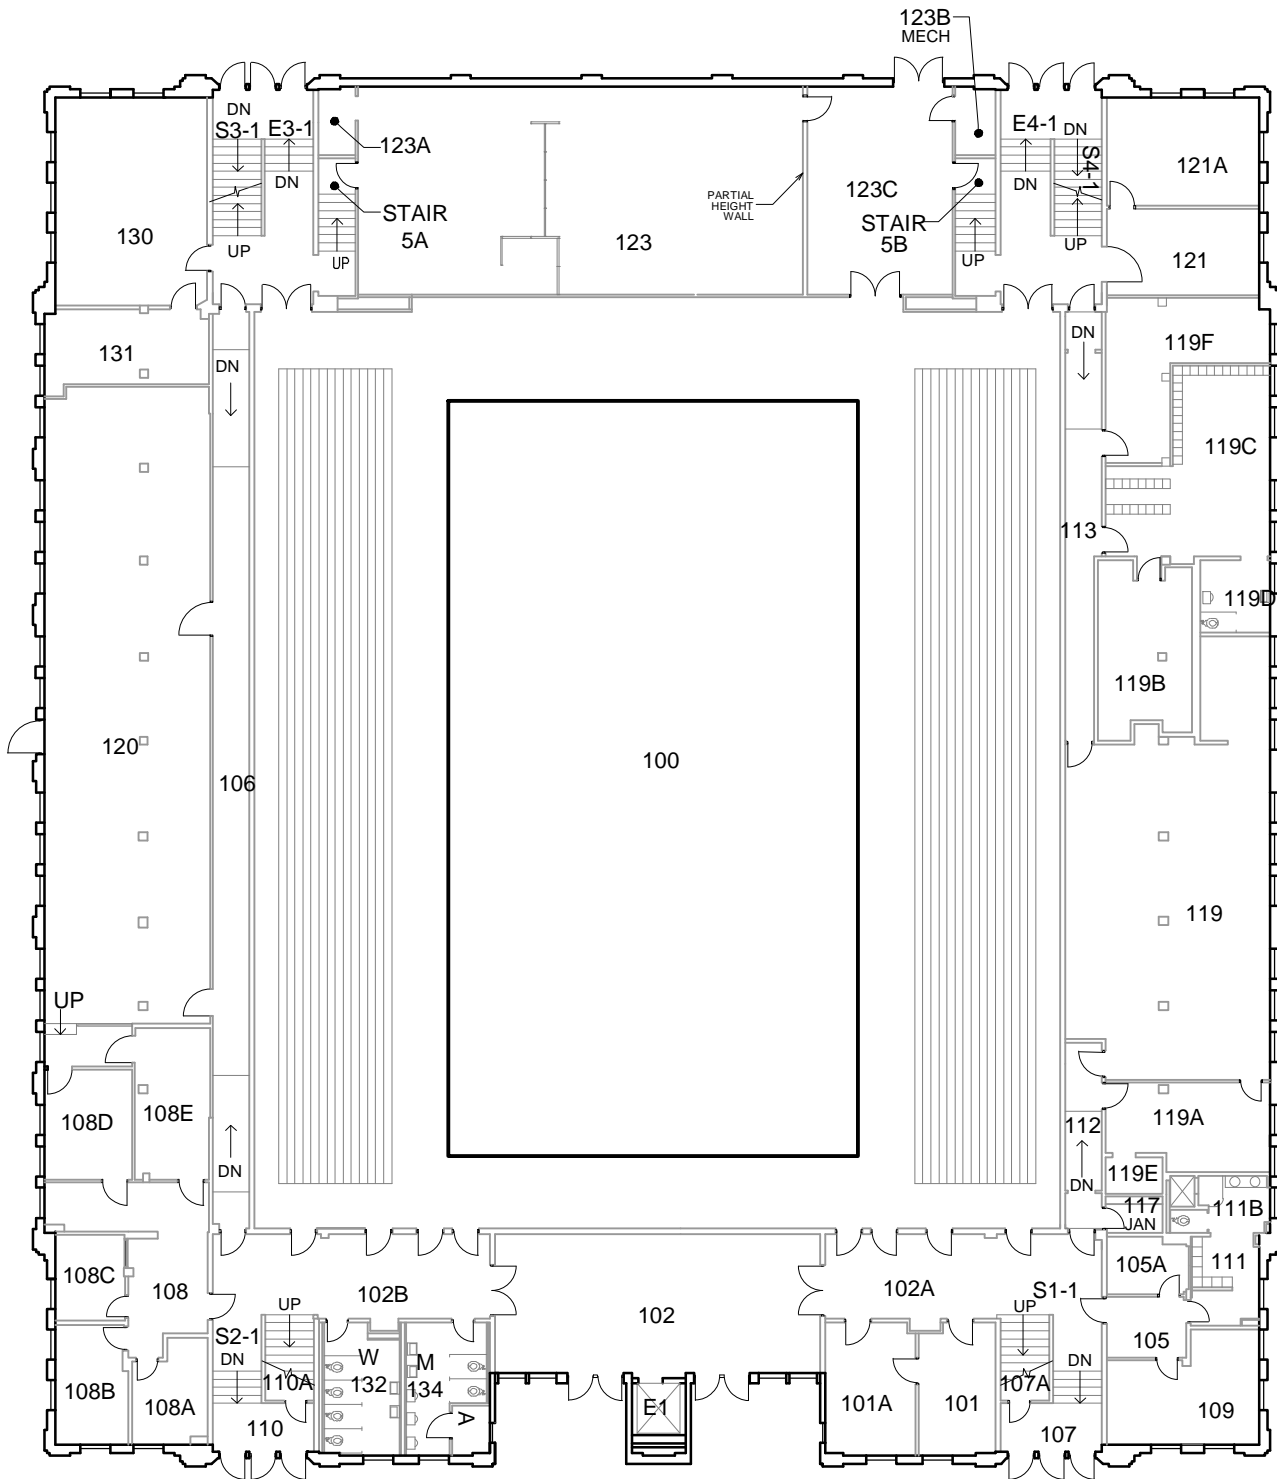 123B
MECH
DN
S3-1
E3-1
DN
UP
123A
STAIR
5A
UP
130
123
PARTIAL
HEIGHT
WALL
123C
STAIR
5B
UP
E4-1
DN
S4-1
DN
UP
121A
121
131
DN
DN
119F
119C
113
119D
119B
120
106
100
119
UP
108D
108E
DN
112
DN
119A
119E
117
JAN
111B
111
108C
108
102B
102
102A
S1-1
105A
105
UP
S2-1
DN
110A
W
132
M
134
A
E1
101A
101
UP
107A
DN
108B
108A
110
107
109